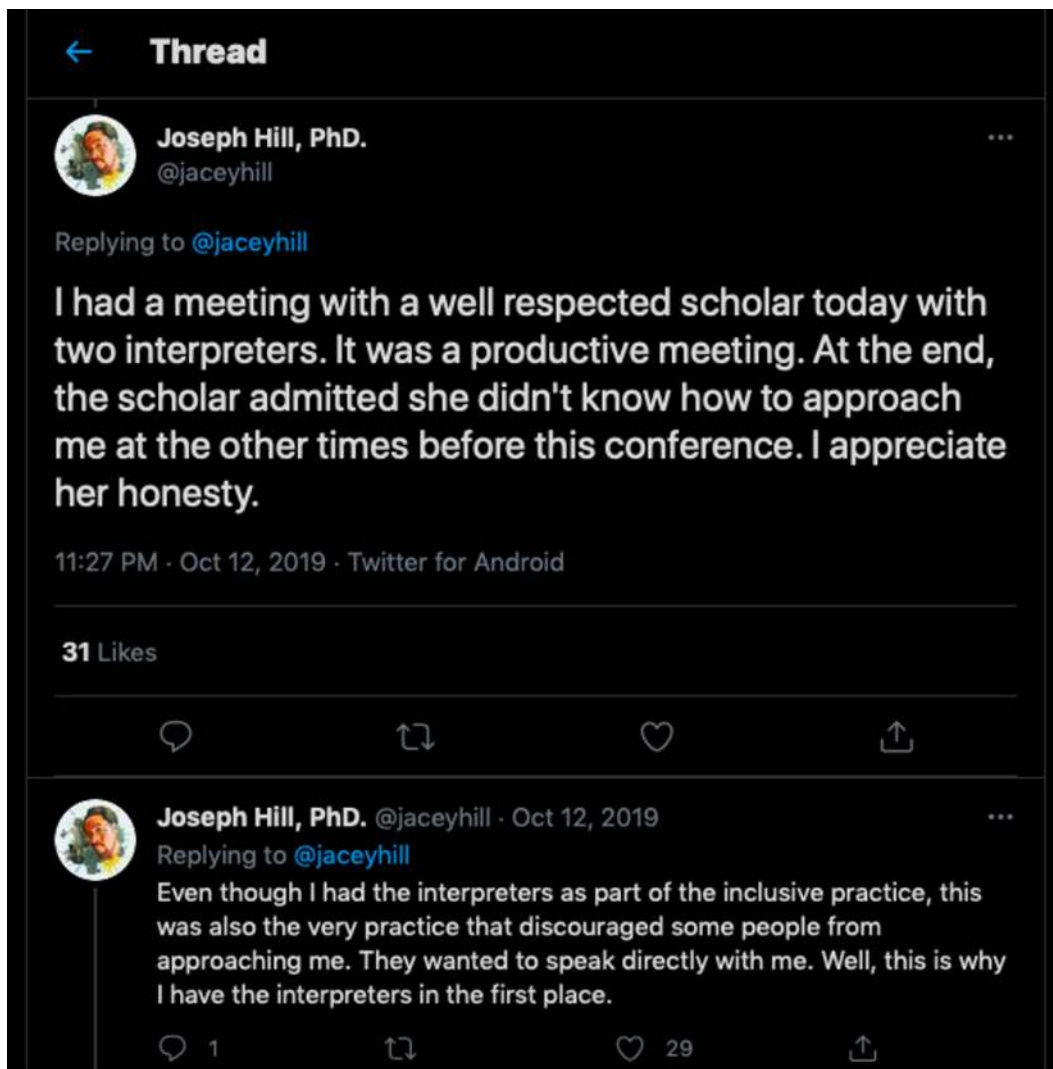 Thread
Joseph Hill, PhD.
@jaceyhill
Replying to @jaceyhill
I had a meeting with a well respected scholar today with
two interpreters. It was a productive meeting. At the end,
the scholar admitted she didn't know how to approach
me at the other times before this conference. I appreciate
her honesty.
11:27 PM · Oct 12, 2019 · Twitter for Android
31 Likes
Joseph Hill, PhD. @jaceyhill · Oct 12, 2019
Replying to @jaceyhill
Even though I had the interpreters as part of the inclusive practice, this
was also the very practice that discouraged some people from
approaching me. They wanted to speak directly with me. Well, this is why
I have the interpreters in the first place.
1 29